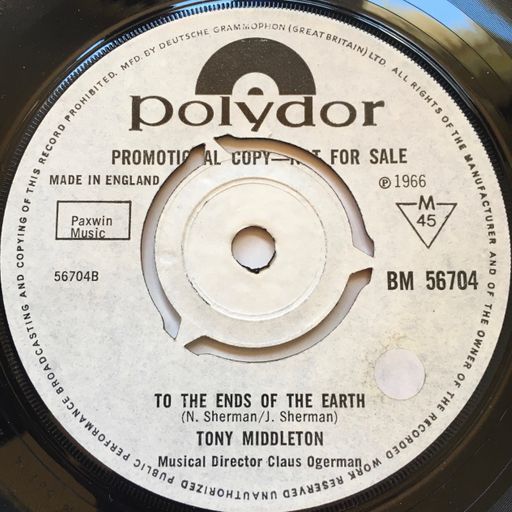 MFD. BY DEUTSCHE GRAMMOPHON (GREAT BRITAIN) LTD. ALL RIGHTS OF THE MANUFACTURER AND OF THE OWNER OF THE RECORDED WORK RESERVED UNAUTHORIZED PUBLIC PERFORMANCE BROADCASTING AND COPYING OF THIS RECORD PROHIBITED.
polydor
PROMOTIONAL COPY—NOT FOR SALE
MADE IN ENGLAND
℗ 1966
Paxwin
Music
M
45
56704B
BM 56704
TO THE ENDS OF THE EARTH
(N. Sherman/J. Sherman)
TONY MIDDLETON
Musical Director Claus Ogerman